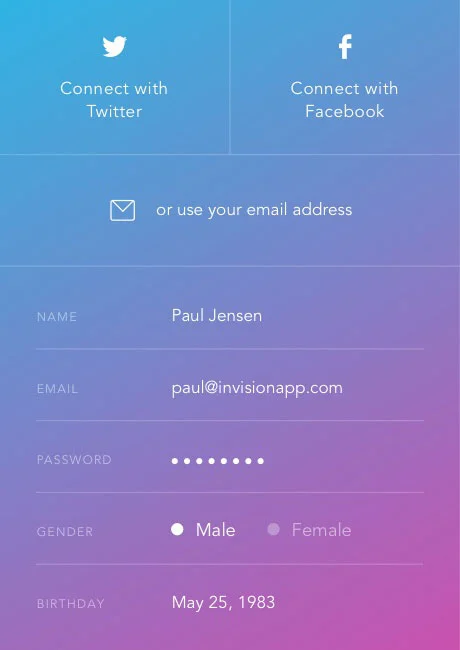 Connect with
Twitter
Connect with
Facebook
or use your email address
NAME Paul Jensen
EMAIL paul@invisionapp.com
PASSWORD ••••••••
GENDER Male Female
BIRTHDAY May 25, 1983